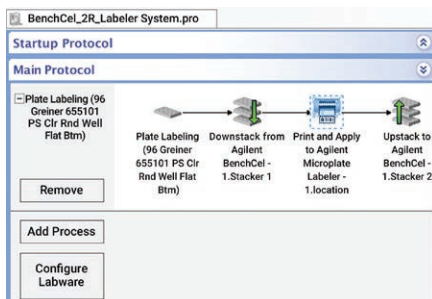 BenchCel_2R_Labeler System.pro
Startup Protocol
Main Protocol
Plate Labeling (96
Greiner 655101
PS Clr Rnd Well
Flat Btm)
Remove
Plate Labeling
(96 Greiner
655101 PS Clr
Rnd Well Flat
Btm)
Downstack from
Agilent
BenchCel -
1.Stacker 1
Print and Apply
to Agilent
Microplate
Labeler -
1.location
Upstack to
Agilent
BenchCel -
1.Stacker 2
Add Process
Configure
Labware